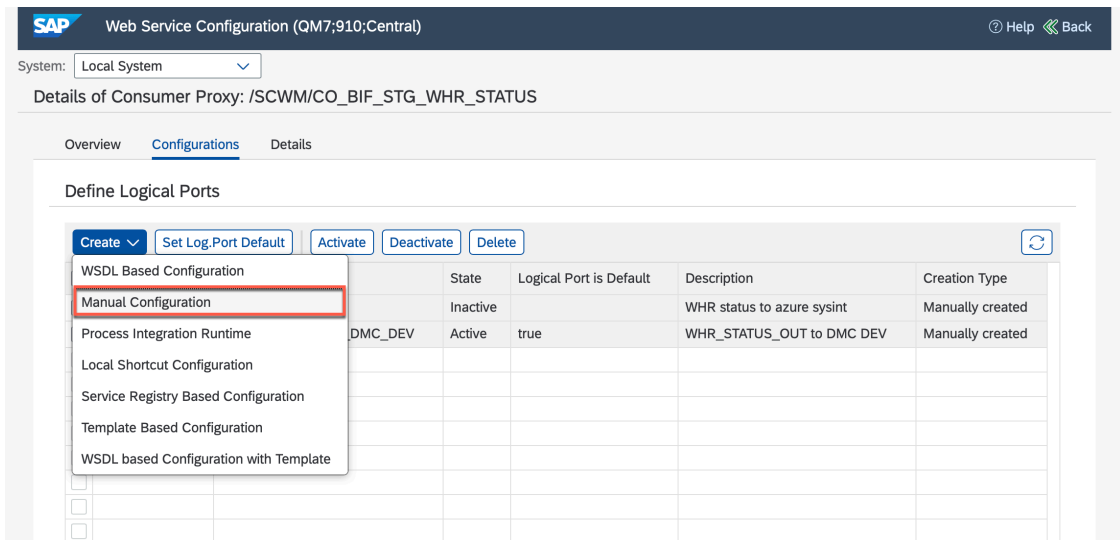 SAP Web Service Configuration (QM7;910;Central) Help Back
System: Local System
Details of Consumer Proxy: /SCWM/CO_BIF_STG_WHR_STATUS
Overview Configurations Details
Define Logical Ports
Create Set Log.Port Default Activate Deactivate Delete
WSDL Based Configuration
State Logical Port is Default Description Creation Type
Manual Configuration
Inactive WHR status to azure sysint Manually created
Process Integration Runtime
_DMC_DEV Active true WHR_STATUS_OUT to DMC DEV Manually created
Local Shortcut Configuration
Service Registry Based Configuration
Template Based Configuration
WSDL based Configuration with Template